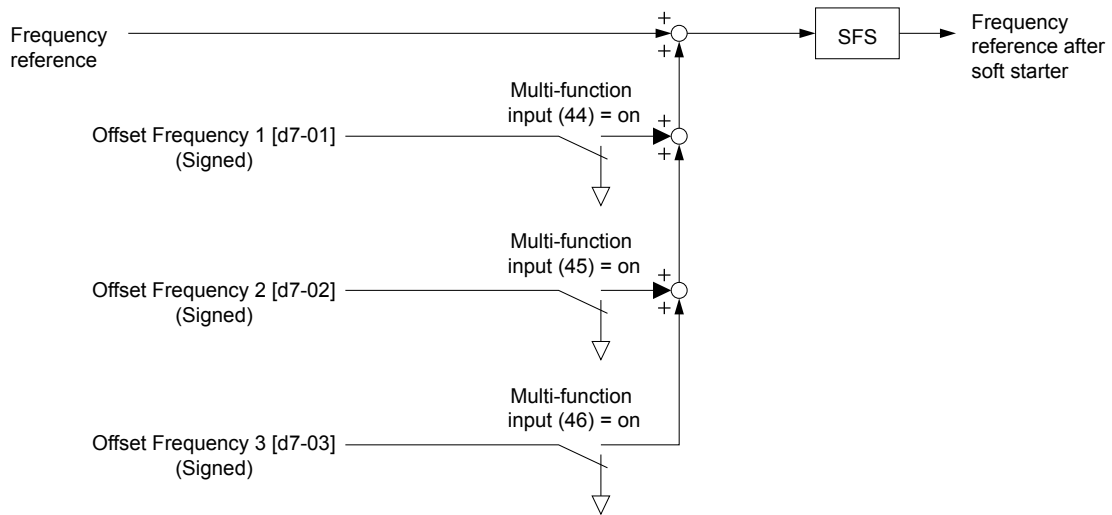 Frequency
reference
+
+
SFS
Frequency
reference after
soft starter
Multi-function
input (44) = on
Offset Frequency 1 [d7-01]
(Signed)
+
+
Multi-function
input (45) = on
Offset Frequency 2 [d7-02]
(Signed)
+
+
Multi-function
input (46) = on
Offset Frequency 3 [d7-03]
(Signed)